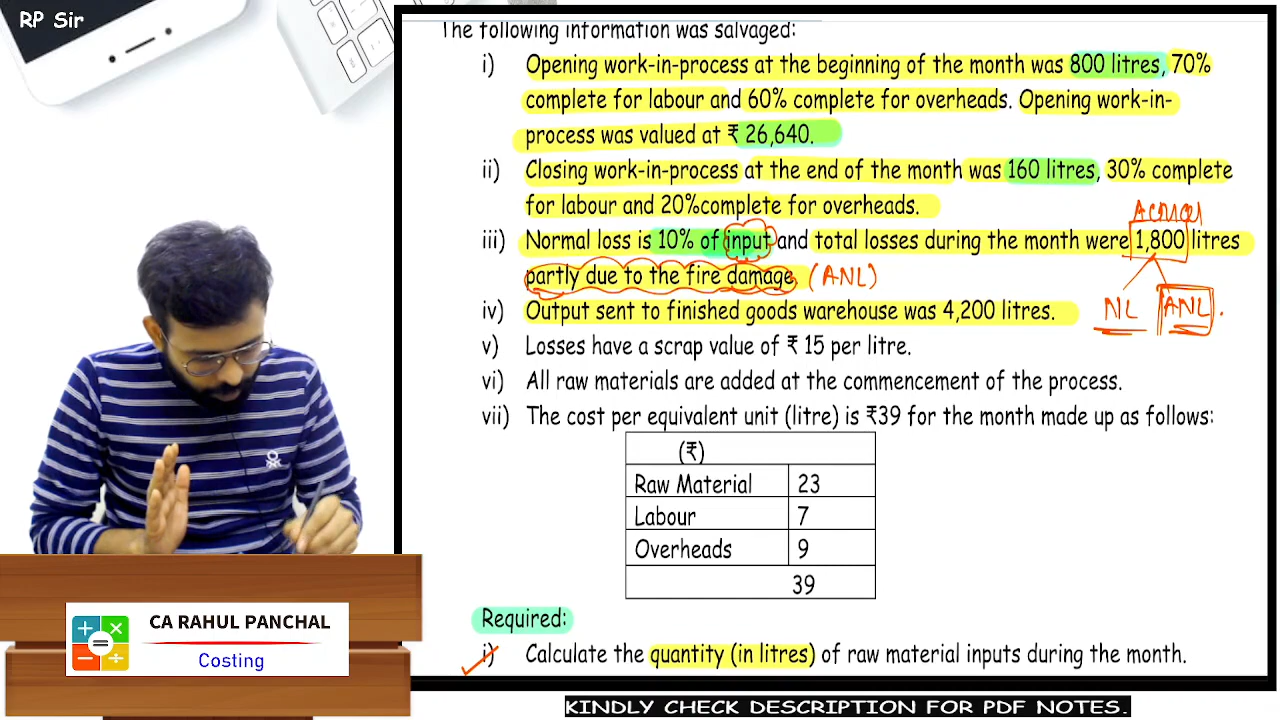 RP Sir
The following information was salvaged:
i) Opening work-in-process at the beginning of the month was 800 litres, 70%
complete for labour and 60% complete for overheads. Opening work-in-
process was valued at ₹ 26,640.
ii) Closing work-in-process at the end of the month was 160 litres, 30% complete
for labour and 20%complete for overheads.
Actual
iii) Normal loss is 10% of input and total losses during the month were 1,800 litres
partly due to the fire damage. (ANL)
iv) Output sent to finished goods warehouse was 4,200 litres.
NL ANL.
v) Losses have a scrap value of ₹ 15 per litre.
vi) All raw materials are added at the commencement of the process.
vii) The cost per equivalent unit (litre) is ₹39 for the month made up as follows:
(₹)
Raw Material 23
Labour 7
Overheads 9
39
Required:
i) Calculate the quantity (in litres) of raw material inputs during the month.
CA RAHUL PANCHAL
Costing
KINDLY CHECK DESCRIPTION FOR PDF NOTES.